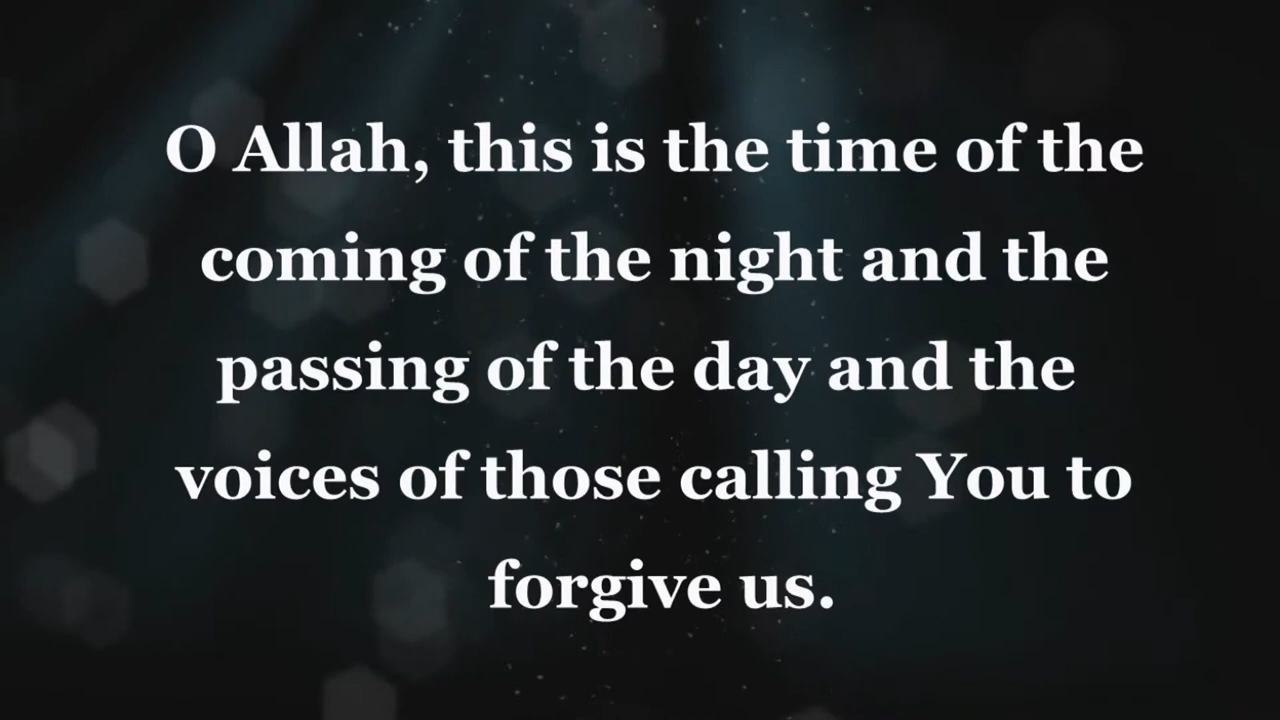 O Allah, this is the time of the
coming of the night and the
passing of the day and the
voices of those calling You to
forgive us.